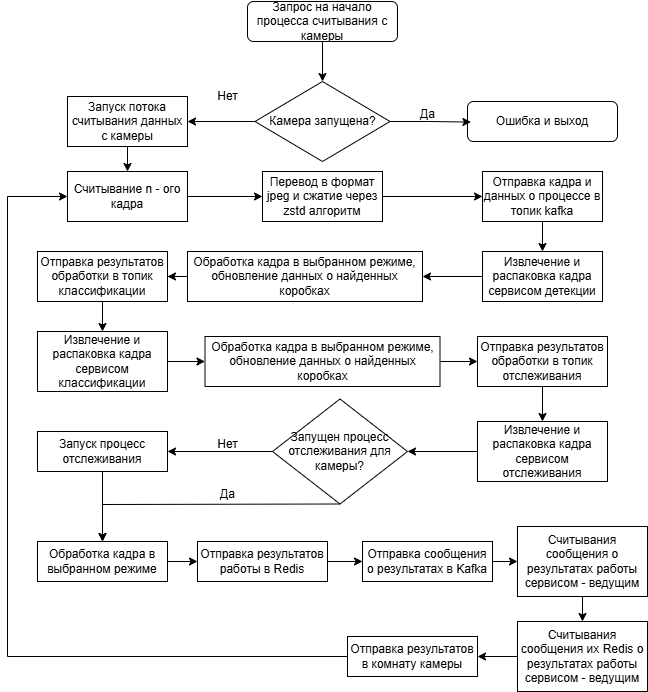 Запрос на начало
процесса считывания с
камеры
Нет
Камера запущена?
Да
Ошибка и выход
Запуск потока
считывания данных
с камеры
Считывание n - ого
кадра
Перевод в формат
jpeg и сжатие через
zstd алгоритм
Отправка кадра и
данных о процессе в
топик kafka
Отправка результатов
обработки в топик
классификации
Обработка кадра в выбранном режиме,
обновление данных о найденных
коробках
Извлечение и
распаковка кадра
сервисом детекции
Извлечение и
распаковка кадра
сервисом
классификации
Обработка кадра в выбранном режиме,
обновление данных о найденных
коробках
Отправка результатов
обработки в топик
отслеживания
Запуск процесс
отслеживания
Нет
Запущен процесс
отслеживания для
камеры?
Извлечение и
распаковка кадра
сервисом
отслеживания
Да
Обработка кадра в
выбранном режиме
Отправка результатов
работы в Redis
Отправка сообщения
о результатах в Kafka
Считывания
сообщения о
результатах работы
сервисом - ведущим
Отправка результатов
в комнату камеры
Считывания
сообщения их Redis о
результатах работы
сервисом - ведущим